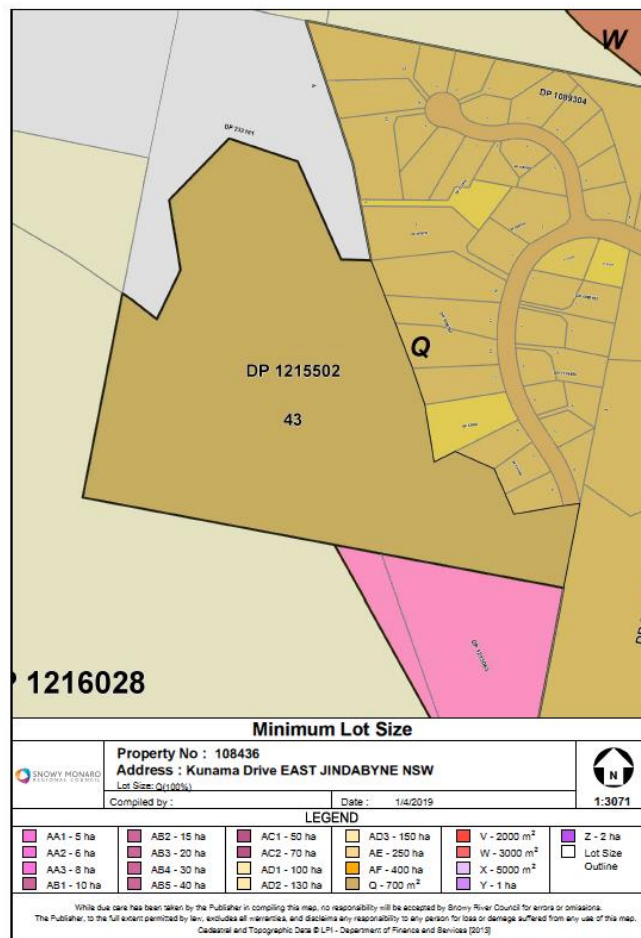 W
DP 1089304
Q
DP 1215502
43
P 1216028
Minimum Lot Size
SNOWY MONARO
REGIONAL COUNCIL
Property No : 108436
Address : Kunama Drive EAST JINDABYNE NSW
Lot Size: Q(100%)
Compiled by :
Date : 1/4/2019
N
1:3071
LEGEND
AA1 - 5 ha
AA2 - 6 ha
AA3 - 8 ha
AB1 - 10 ha
AB2 - 15 ha
AB3 - 20 ha
AB4 - 30 ha
AB5 - 40 ha
AC1 - 50 ha
AC2 - 70 ha
AD1 - 100 ha
AD2 - 130 ha
AD3 - 150 ha
AE - 250 ha
AF - 400 ha
Q - 700 m²
V - 2000 m²
W - 3000 m²
X - 5000 m²
Y - 1 ha
Z - 2 ha
Lot Size
Outline
While due care has been taken by the Publisher in compiling this map, no responsibility will be accepted by Snowy River Council for errors or omissions.
The Publisher, to the full extent permitted by law, excludes all warranties, and disclaims any responsibility to any person for loss or damage suffered from any use of this map.
Cadastral and Topographic Data © LPI - Department of Finance and Services [2013]